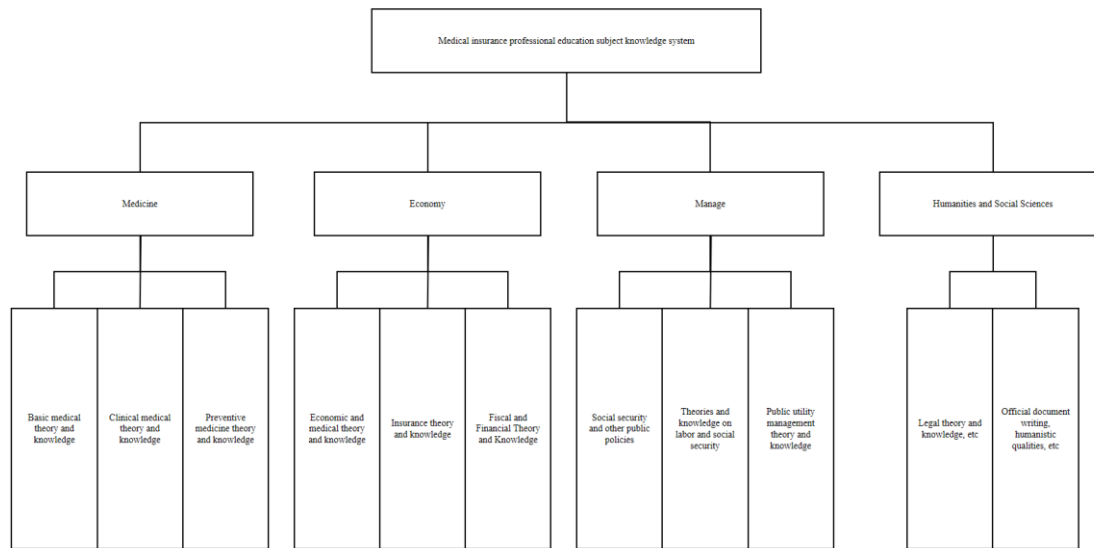 Medical insurance professional education subject knowledge system
Medicine
Economy
Manage
Humanities and Social Sciences
Basic medical
theory and
knowledge
Clinical medical
theory and
knowledge
Preventive
medicine theory
and knowledge
Economic and
medical theory
and knowledge
Insurance theory
and knowledge
Fiscal and
Financial Theory
and Knowledge
Social security
and other public
policies
Theories and
knowledge on
labor and social
security
Public utility
management
theory and
knowledge
Legal theory and
knowledge, etc
Official document
writing,
humanistic
qualities, etc